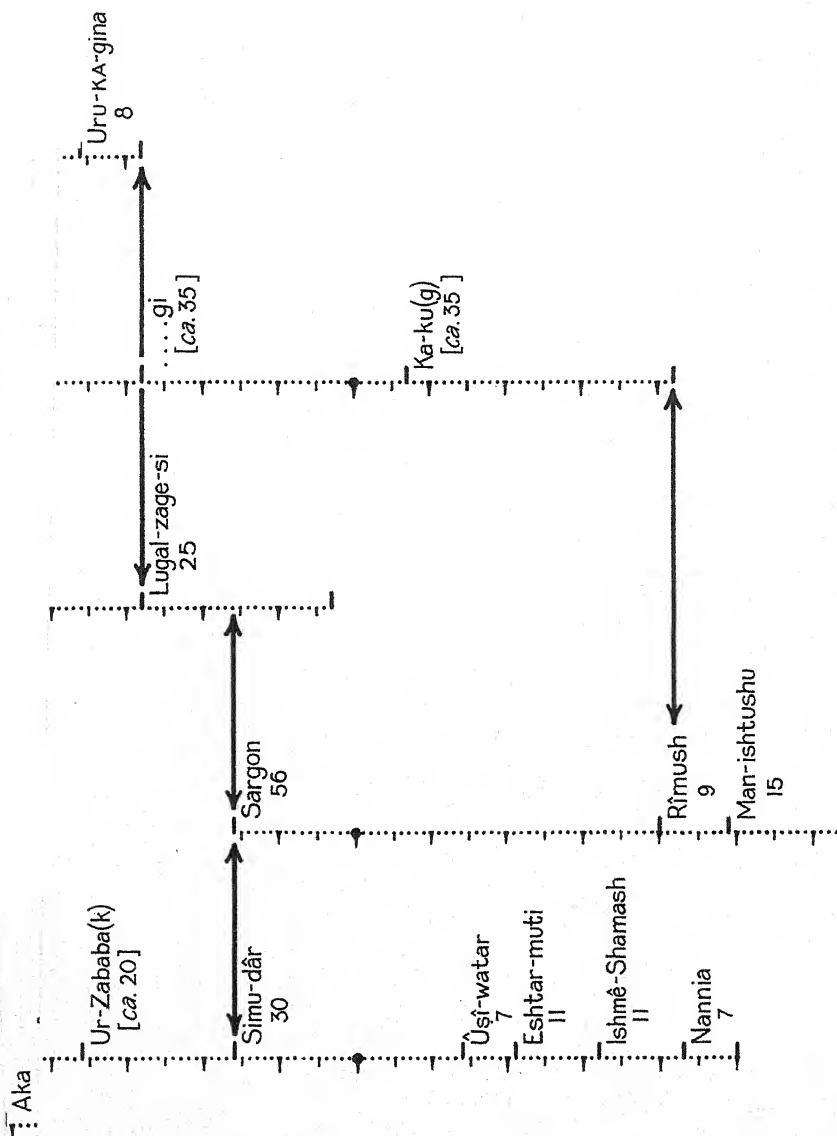 Aka
Ur-Zababa(k)
[ca. 20]
Simu-dâr
30
Ûṣî-watar
7
Eshtar-muti
11
Ishmê-Shamash
11
Nannia
7
Sargon
56
Rîmush
9
Man-ishtushu
15
Lugal-zage-si
25
.....gi
[ca. 35]
Ka-ku(g)
[ca. 35]
Uru-KA-gina
8